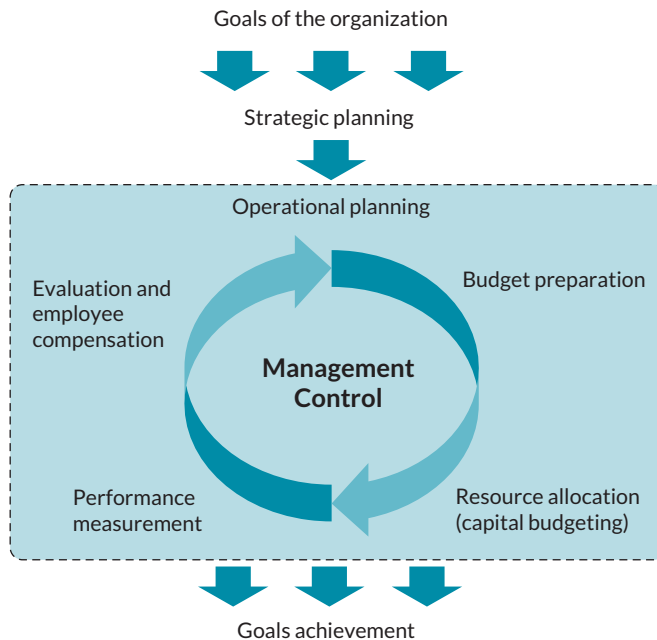 Goals of the organization
Strategic planning
Operational planning
Evaluation and
employee
compensation
Budget preparation
Management
Control
Performance
measurement
Resource allocation
(capital budgeting)
Goals achievement